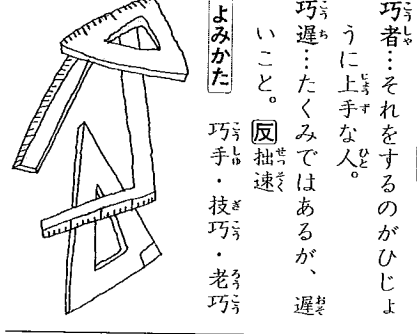 巧者…それをするのがひじょ
うに上手な人。
巧遅…たくみではあるが、遅
いこと。反拙速
よみかた 巧手・技巧・老巧